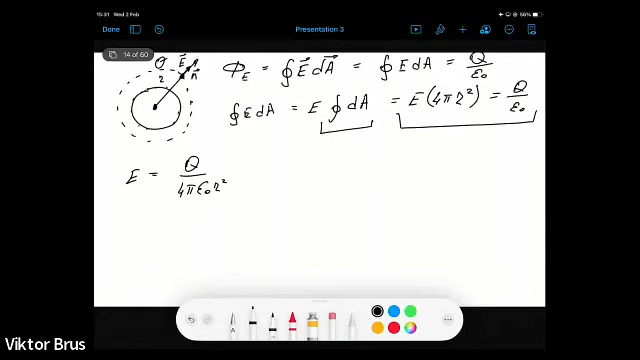 15:31 Wed 2 Feb
56%
Done
Presentation 3
14 of 60
Q E⃗
r n⃗
Φ_E = ∮ E⃗ dA⃗ = ∮ E dA = Q/ε₀
∮ E dA = E ∮ dA = E (4πr²) = Q/ε₀
E = Q/4πε₀r²
A
Viktor Brus